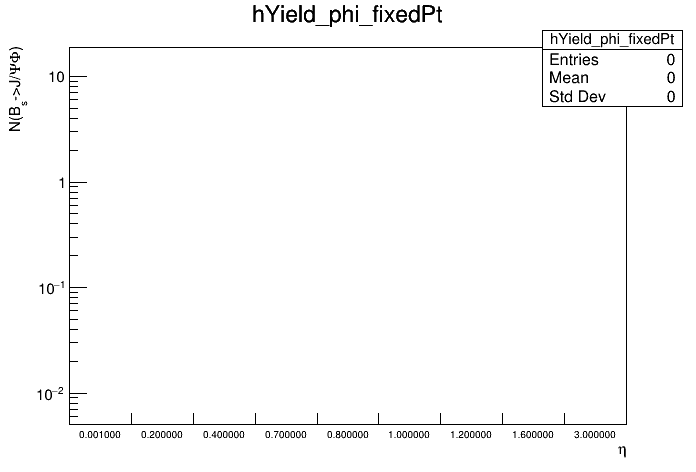 hYield_phi_fixedPt
hYield_phi_fixedPt
Entries 0
Mean 0
Std Dev 0
N(B_s->J/ΨΦ)
10
1
10^−1
10^−2
0.001000 0.200000 0.400000 0.700000 0.800000 1.000000 1.200000 1.600000 3.000000
η